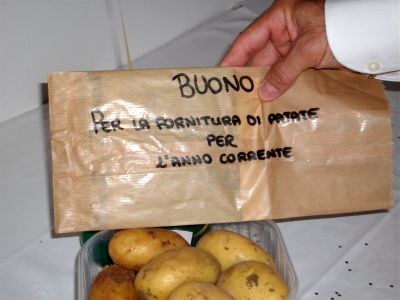 BUONO
PER LA FORNITURA DI PATATE
PER
L'ANNO CORRENTE